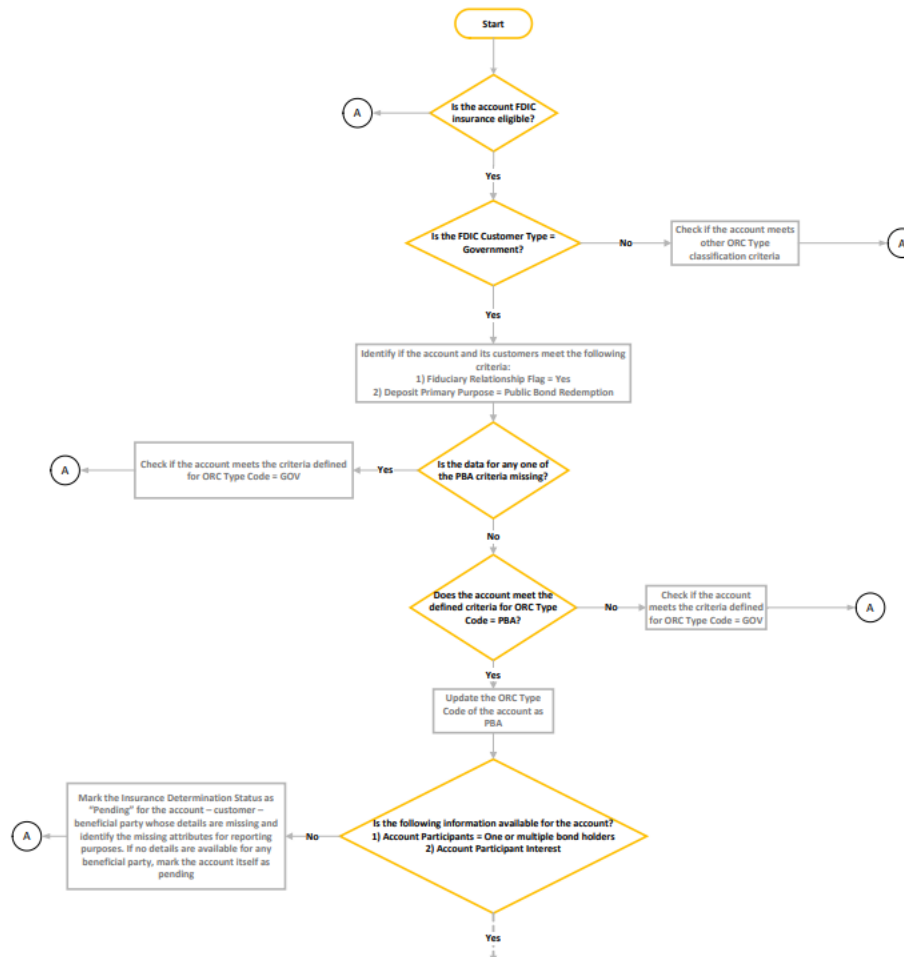 Start
Is the account FDIC
insurance eligible?
A
Yes
Is the FDIC Customer Type =
Government?
No
Check if the account meets
other ORC Type
classification criteria
A
Yes
Identify if the account and its customers meet the following
criteria:
1) Fiduciary Relationship Flag = Yes
2) Deposit Primary Purpose = Public Bond Redemption
Is the data for any one of
the PBA criteria missing?
Yes
Check if the account meets the criteria defined
for ORC Type Code = GOV
A
No
Does the account meet the
defined criteria for ORC Type
Code = PBA?
No
Check if the account
meets the criteria defined
for ORC Type Code = GOV
A
Yes
Update the ORC Type
Code of the account as
PBA
Is the following information available for the account?
1) Account Participants = One or multiple bond holders
2) Account Participant Interest
No
Mark the Insurance Determination Status as
“Pending” for the account – customer –
beneficial party whose details are missing and
identify the missing attributes for reporting
purposes. If no details are available for any
beneficial party, mark the account itself as
pending
A
Yes